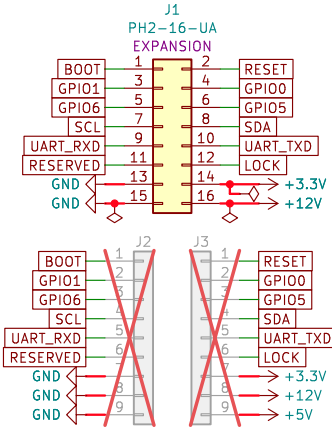 J1
PH2-16-UA
EXPANSION
BOOT 1 2 RESET
GPIO1 3 4 GPIO0
GPIO6 5 6 GPIO5
SCL 7 8 SDA
UART_RXD 9 10 UART_TXD
RESERVED 11 12 LOCK
GND 13 14 +3.3V
GND 15 16 +12V
J2 J3
BOOT 1 1 RESET
GPIO1 2 2 GPIO0
GPIO6 3 3 GPIO5
SCL 4 4 SDA
UART_RXD 5 5 UART_TXD
RESERVED 6 6 LOCK
GND 7 7 +3.3V
GND 8 8 +12V
GND 9 9 +5V